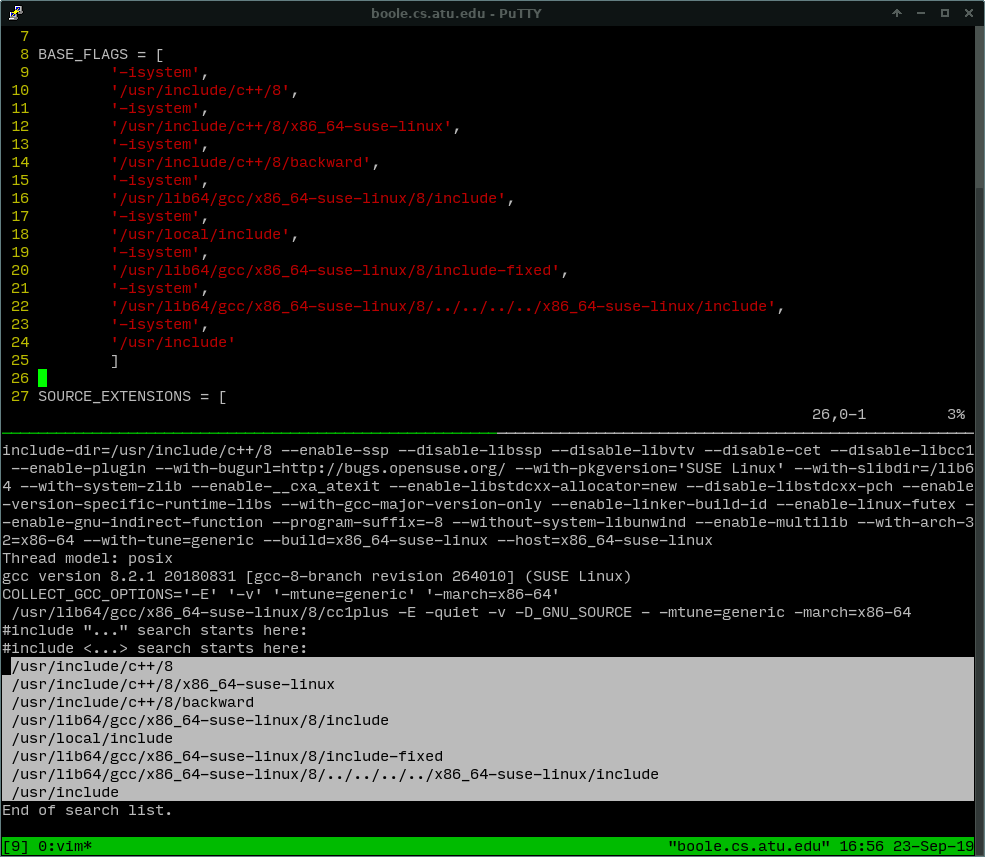 boole.cs.atu.edu - PuTTY
7
8 BASE_FLAGS = [
9         '-isystem',
10         '/usr/include/c++/8',
11         '-isystem',
12         '/usr/include/c++/8/x86_64-suse-linux',
13         '-isystem',
14         '/usr/include/c++/8/backward',
15         '-isystem',
16         '/usr/lib64/gcc/x86_64-suse-linux/8/include',
17         '-isystem',
18         '/usr/local/include',
19         '-isystem',
20         '/usr/lib64/gcc/x86_64-suse-linux/8/include-fixed',
21         '-isystem',
22         '/usr/lib64/gcc/x86_64-suse-linux/8/../../../../x86_64-suse-linux/include',
23         '-isystem',
24         '/usr/include'
25         ]
26
27 SOURCE_EXTENSIONS = [
26,0-1         3%
include-dir=/usr/include/c++/8 --enable-ssp --disable-libssp --disable-libvtv --disable-cet --disable-libcc1
 --enable-plugin --with-bugurl=http://bugs.opensuse.org/ --with-pkgversion='SUSE Linux' --with-slibdir=/lib6
4 --with-system-zlib --enable-__cxa_atexit --enable-libstdcxx-allocator=new --disable-libstdcxx-pch --enable
-version-specific-runtime-libs --with-gcc-major-version-only --enable-linker-build-id --enable-linux-futex -
-enable-gnu-indirect-function --program-suffix=-8 --without-system-libunwind --enable-multilib --with-arch-3
2=x86-64 --with-tune=generic --build=x86_64-suse-linux --host=x86_64-suse-linux
Thread model: posix
gcc version 8.2.1 20180831 [gcc-8-branch revision 264010] (SUSE Linux)
COLLECT_GCC_OPTIONS='-E' '-v' '-mtune=generic' '-march=x86-64'
 /usr/lib64/gcc/x86_64-suse-linux/8/cc1plus -E -quiet -v -D_GNU_SOURCE - -mtune=generic -march=x86-64
#include "..." search starts here:
#include <...> search starts here:
 /usr/include/c++/8
 /usr/include/c++/8/x86_64-suse-linux
 /usr/include/c++/8/backward
 /usr/lib64/gcc/x86_64-suse-linux/8/include
 /usr/local/include
 /usr/lib64/gcc/x86_64-suse-linux/8/include-fixed
 /usr/lib64/gcc/x86_64-suse-linux/8/../../../../x86_64-suse-linux/include
 /usr/include
End of search list.
[9] 0:vim*         "boole.cs.atu.edu" 16:56 23-Sep-19